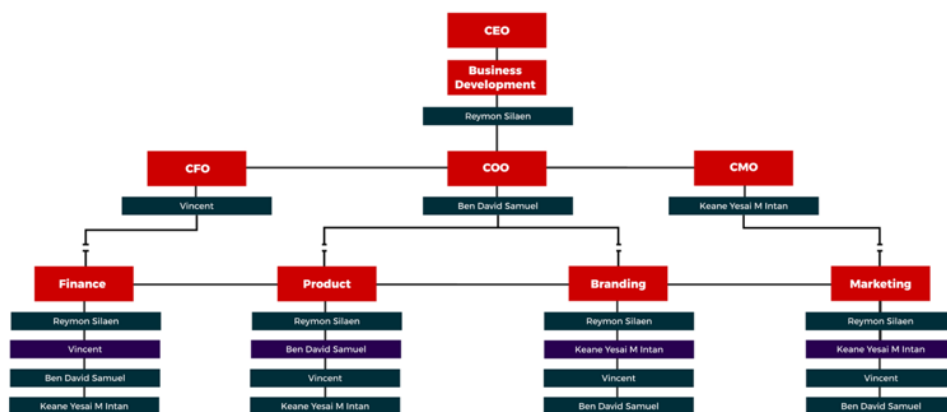 CEO
Business
Development
Reymon Silaen
CFO
COO
CMO
Vincent
Ben David Samuel
Keane Yesai M Intan
Finance
Product
Branding
Marketing
Reymon Silaen
Reymon Silaen
Reymon Silaen
Reymon Silaen
Vincent
Ben David Samuel
Keane Yesai M Intan
Keane Yesai M Intan
Ben David Samuel
Vincent
Vincent
Vincent
Keane Yesai M Intan
Keane Yesai M Intan
Ben David Samuel
Ben David Samuel